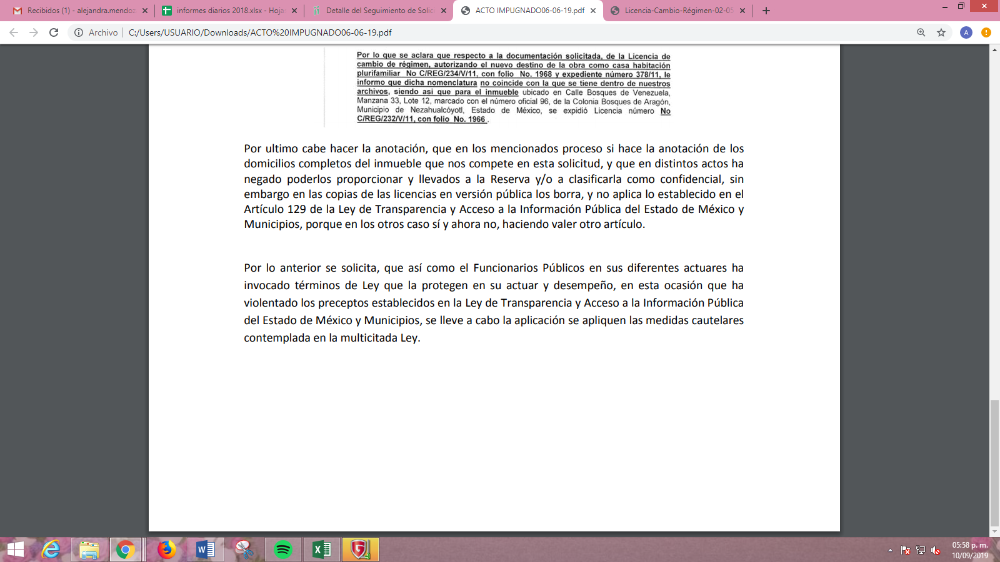 Recibidos (1) - alejandra.mendoz
informes diarios 2018.xlsx - Hoja
Detalle del Seguimiento de Solic
ACTO IMPUGNADO06-06-19.pdf
Licencia-Cambio-Régimen-02-05
Archivo
C:/Users/USUARIO/Downloads/ACTO%20IMPUGNADO06-06-19.pdf
A
Por lo que se aclara que respecto a la documentación solicitada, de la Licencia de
cambio de régimen, autorizando el nuevo destino de la obra como casa habitación
plurifamiliar No C/REG/234/V/11, con folio No. 1968 y expediente número 378/11, le
informo que dicha nomenclatura no coincide con la que se tiene dentro de nuestros
archivos, siendo asi que para el inmueble ubicado en Calle Bosques de Venezuela,
Manzana 33, Lote 12, marcado con el número oficial 96, de la Colonia Bosques de Aragón,
Municipio de Nezahualcóyotl, Estado de México, se expidió Licencia número No
C/REG/232/V/11, con folio No. 1966 .
Por ultimo cabe hacer la anotación, que en los mencionados proceso si hace la anotación de los
domicilios completos del inmueble que nos compete en esta solicitud, y que en distintos actos ha
negado poderlos proporcionar y llevados a la Reserva y/o a clasificarla como confidencial, sin
embargo en las copias de las licencias en versión pública los borra, y no aplica lo establecido en el
Artículo 129 de la Ley de Transparencia y Acceso a la Información Pública del Estado de México y
Municipios, porque en los otros caso sí y ahora no, haciendo valer otro artículo.
Por lo anterior se solicita, que así como el Funcionarios Públicos en sus diferentes actuares ha
invocado términos de Ley que la protegen en su actuar y desempeño, en esta ocasión que ha
violentado los preceptos establecidos en la Ley de Transparencia y Acceso a la Información Pública
del Estado de México y Municipios, se lleve a cabo la aplicación se apliquen las medidas cautelares
contemplada en la multicitada Ley.
05:58 p. m.
10/09/2019